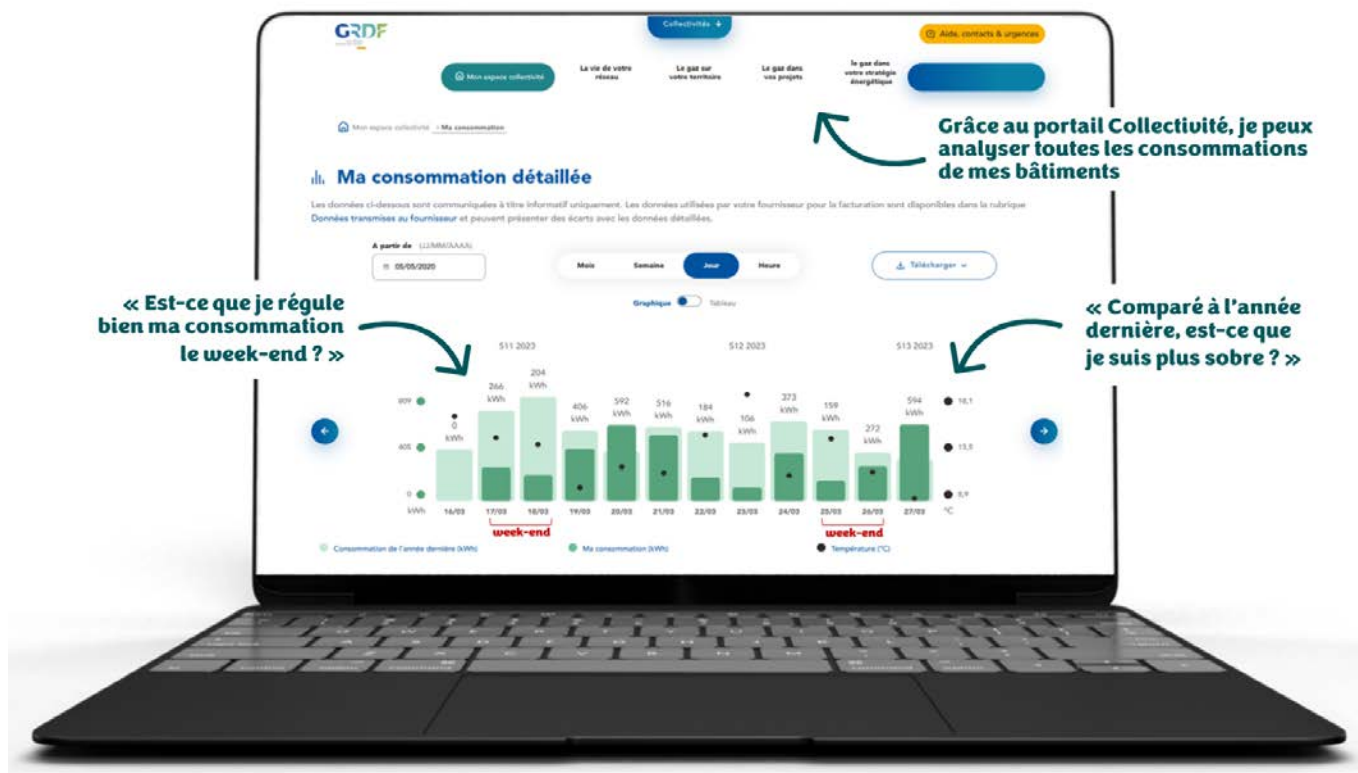 GRDF
Collectivités
Aide, contacts & urgences
Mon espace collectivité
La vie de votre
réseau
Le gaz sur
votre territoire
Le gaz dans
vos projets
le gaz dans
votre stratégie
énergétique
Mon espace collectivité > Ma consommation
Grâce au portail Collectivité, je peux
analyser toutes les consommations
de mes bâtiments
Ma consommation détaillée
Les données ci-dessous sont communiquées à titre informatif uniquement. Les données utilisées par votre fournisseur pour la facturation sont disponibles dans la rubrique
Données transmises au fournisseur et peuvent présenter des écarts avec les données détaillées.
A partir de (JJ/MM/AAAA)
05/05/2020
Mois Semaine Jour Heure
Télécharger
Graphique Tableau
« Est-ce que je régule
bien ma consommation
le week-end ? »
« Comparé à l'année
dernière, est-ce que
je suis plus sobre ? »
S11 2023 S12 2023 S13 2023
809 405 0 kWh
0 kWh 266 kWh 204 kWh 406 kWh 592 kWh 516 kWh 184 kWh 106 kWh 373 kWh 159 kWh 272 kWh 594 kWh
18,1 13,5 8,9 °C
16/03 17/03 18/03 19/03 20/03 21/03 22/03 23/03 24/03 25/03 26/03 27/03
week-end week-end
Consommation de l'année dernière (kWh) Ma consommation (kWh) Température (°C)